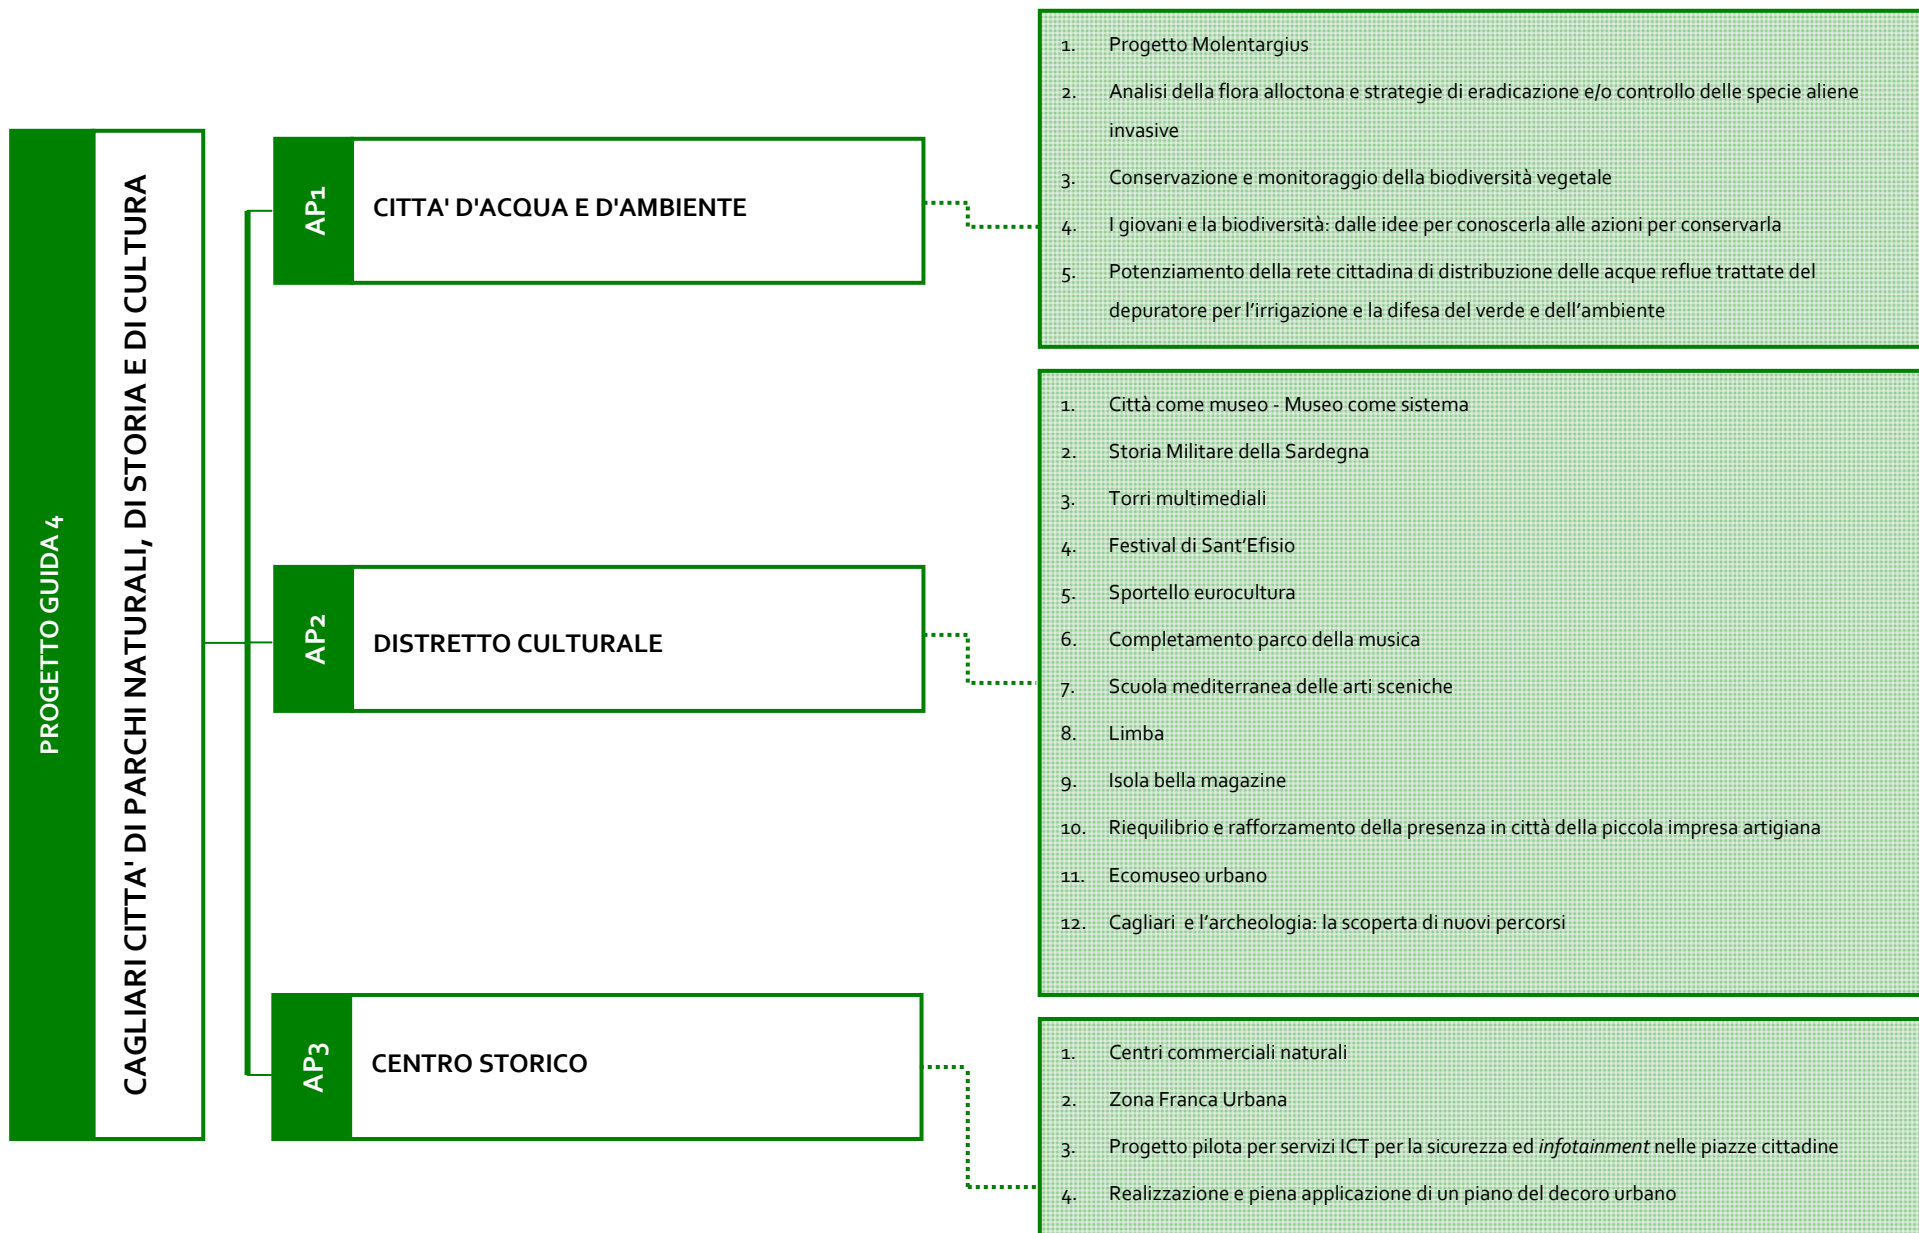 PROGETTO GUIDA 4
CAGLIARI CITTA' DI PARCHI NATURALI, DI STORIA E DI CULTURA
AP1
CITTA' D'ACQUA E D'AMBIENTE
1. Progetto Molentargius
2. Analisi della flora alloctona e strategie di eradicazione e/o controllo delle specie aliene
invasive
3. Conservazione e monitoraggio della biodiversità vegetale
4. I giovani e la biodiversità: dalle idee per conoscerla alle azioni per conservarla
5. Potenziamento della rete cittadina di distribuzione delle acque reflue trattate del
depuratore per l’irrigazione e la difesa del verde e dell’ambiente
AP2
DISTRETTO CULTURALE
1. Città come museo - Museo come sistema
2. Storia Militare della Sardegna
3. Torri multimediali
4. Festival di Sant’Efisio
5. Sportello eurocultura
6. Completamento parco della musica
7. Scuola mediterranea delle arti sceniche
8. Limba
9. Isola bella magazine
10. Riequilibrio e rafforzamento della presenza in città della piccola impresa artigiana
11. Ecomuseo urbano
12. Cagliari e l’archeologia: la scoperta di nuovi percorsi
AP3
CENTRO STORICO
1. Centri commerciali naturali
2. Zona Franca Urbana
3. Progetto pilota per servizi ICT per la sicurezza ed infotainment nelle piazze cittadine
4. Realizzazione e piena applicazione di un piano del decoro urbano